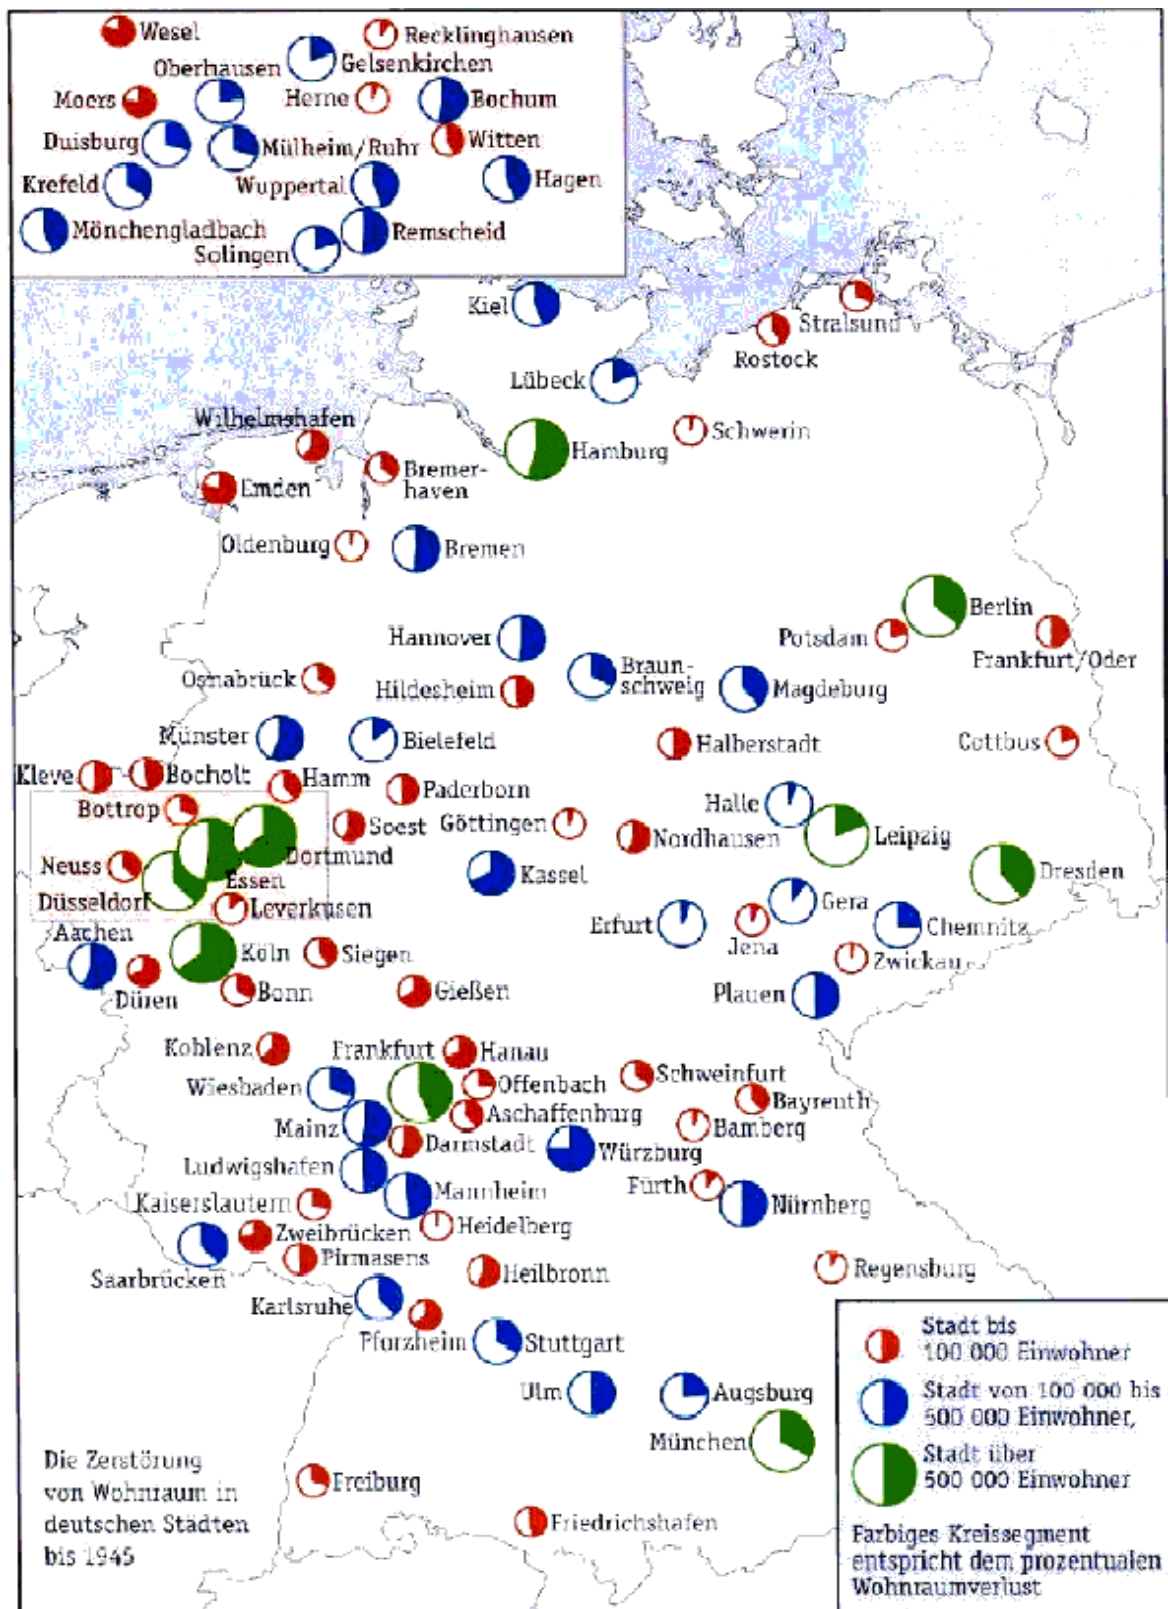 Wesel
Recklinghausen
Oberhausen
Gelsenkirchen
Moers
Herne
Bochum
Duisburg
Mülheim/Ruhr
Witten
Krefeld
Wuppertal
Hagen
Mönchengladbach
Remscheid
Solingen
Kiel
Stralsund
Rostock
Lübeck
Wilhelmshafen
Schwerin
Hamburg
Bremer-
haven
Emden
Oldenburg
Bremen
Berlin
Hannover
Potsdam
Frankfurt/Oder
Osnabrück
Hildesheim
Braun-
schweig
Magdeburg
Münster
Bielefeld
Halberstadt
Cottbus
Kleve
Bocholt
Hamm
Paderborn
Bottrop
Soest
Göttingen
Halle
Nordhausen
Leipzig
Dortmund
Neuss
Essen
Kassel
Dresden
Düsseldorf
Leverkusen
Gera
Aachen
Erfurt
Jena
Chemnitz
Köln
Siegen
Zwickau
Düren
Bonn
Gießen
Plauen
Koblenz
Frankfurt
Hanau
Wiesbaden
Offenbach
Schweinfurt
Aschaffenburg
Bayreuth
Mainz
Darmstadt
Bamberg
Würzburg
Ludwigshafen
Mannheim
Fürth
Nürnberg
Kaiserslautern
Heidelberg
Zweibrücken
Pirmasens
Saarbrücken
Heilbronn
Regensburg
Karlsruhe
Pforzheim
Stuttgart
Ulm
Augsburg
München
Freiburg
Friedrichshafen
Die Zerstörung
von Wohnraum in
deutschen Städten
bis 1945
Stadt bis
100 000 Einwohner
Stadt von 100 000 bis
500 000 Einwohner,
Stadt über
500 000 Einwohner
Farbiges Kreissegment
entspricht dem prozentualen
Wohnraumverlust